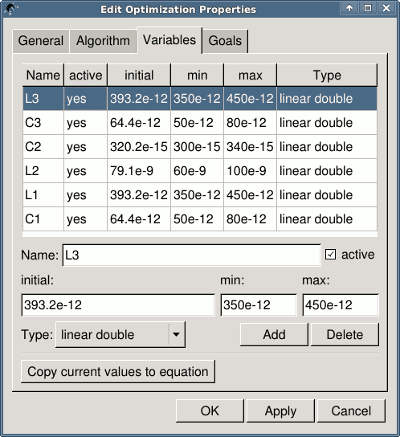 Edit Optimization Properties
General Algorithm Variables Goals
Name active initial min max Type
L3 yes 393.2e-12 350e-12 450e-12 linear double
C3 yes 64.4e-12 50e-12 80e-12 linear double
C2 yes 320.2e-15 300e-15 340e-15 linear double
L2 yes 79.1e-9 60e-9 100e-9 linear double
L1 yes 393.2e-12 350e-12 450e-12 linear double
C1 yes 64.4e-12 50e-12 80e-12 linear double
Name: L3 active
initial: min: max:
393.2e-12 350e-12 450e-12
Type: linear double Add Delete
Copy current values to equation
OK Apply Cancel